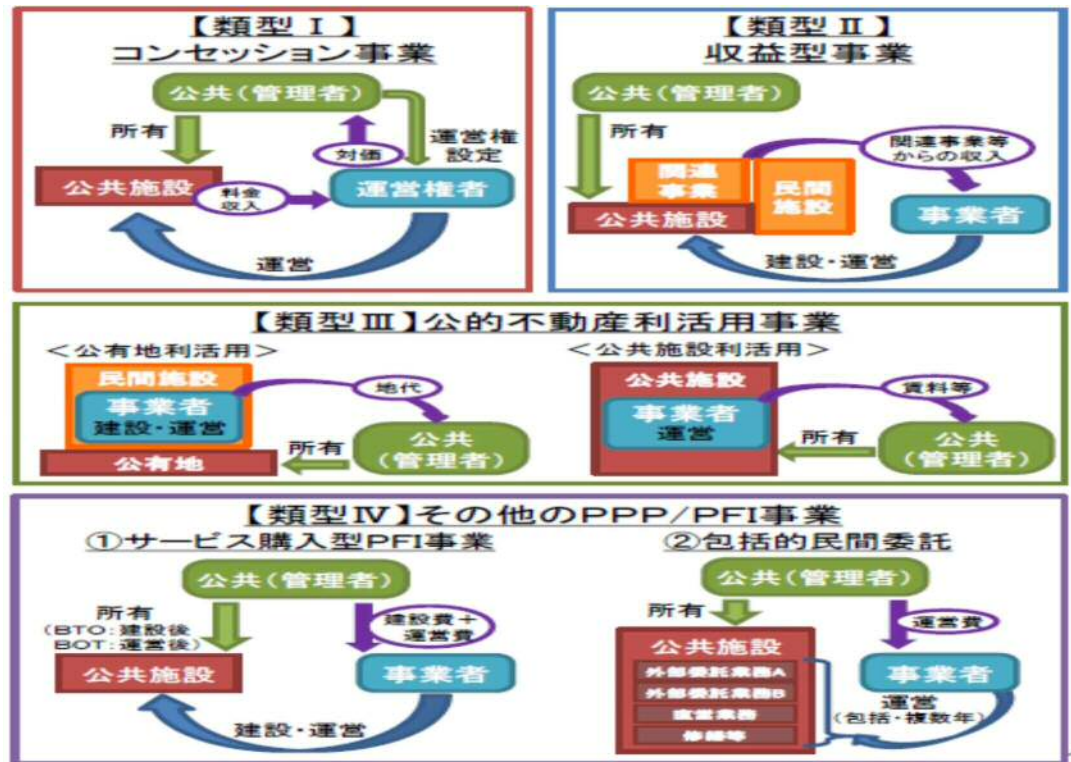 【類型Ⅰ】
コンセッション事業
公共(管理者)
所有
対価
運営権
設定
公共施設
料金
収入
運営権者
運営
【類型Ⅱ】
収益型事業
公共(管理者)
所有
関連事業等
からの収入
関連
事業
民間
施設
公共施設
事業者
建設・運営
【類型Ⅲ】公的不動産利活用事業
＜公有地利活用＞
民間施設
事業者
建設・運営
地代
公共
(管理者)
所有
公有地
＜公共施設利活用＞
公共施設
事業者
運営
賃料等
所有
公共
(管理者)
【類型Ⅳ】その他のPPP/PFI事業
①サービス購入型PFI事業
公共(管理者)
所有
(BTO:建設後
BOT:運営後)
建設費＋
運営費
公共施設
事業者
建設・運営
②包括的民間委託
公共(管理者)
所有
運営費
公共施設
外部委託業務A
外部委託業務B
直営業務
修繕等
事業者
運営
(包括・複数年)